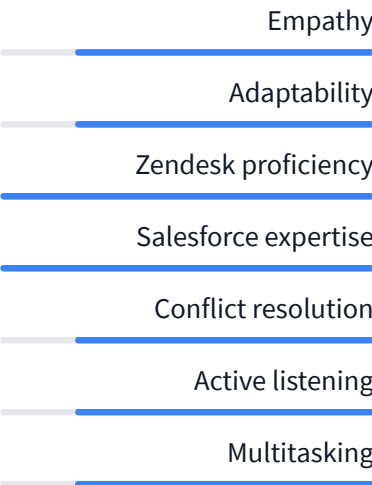 Empathy
Adaptability
Zendesk proficiency
Salesforce expertise
Conflict resolution
Active listening
Multitasking